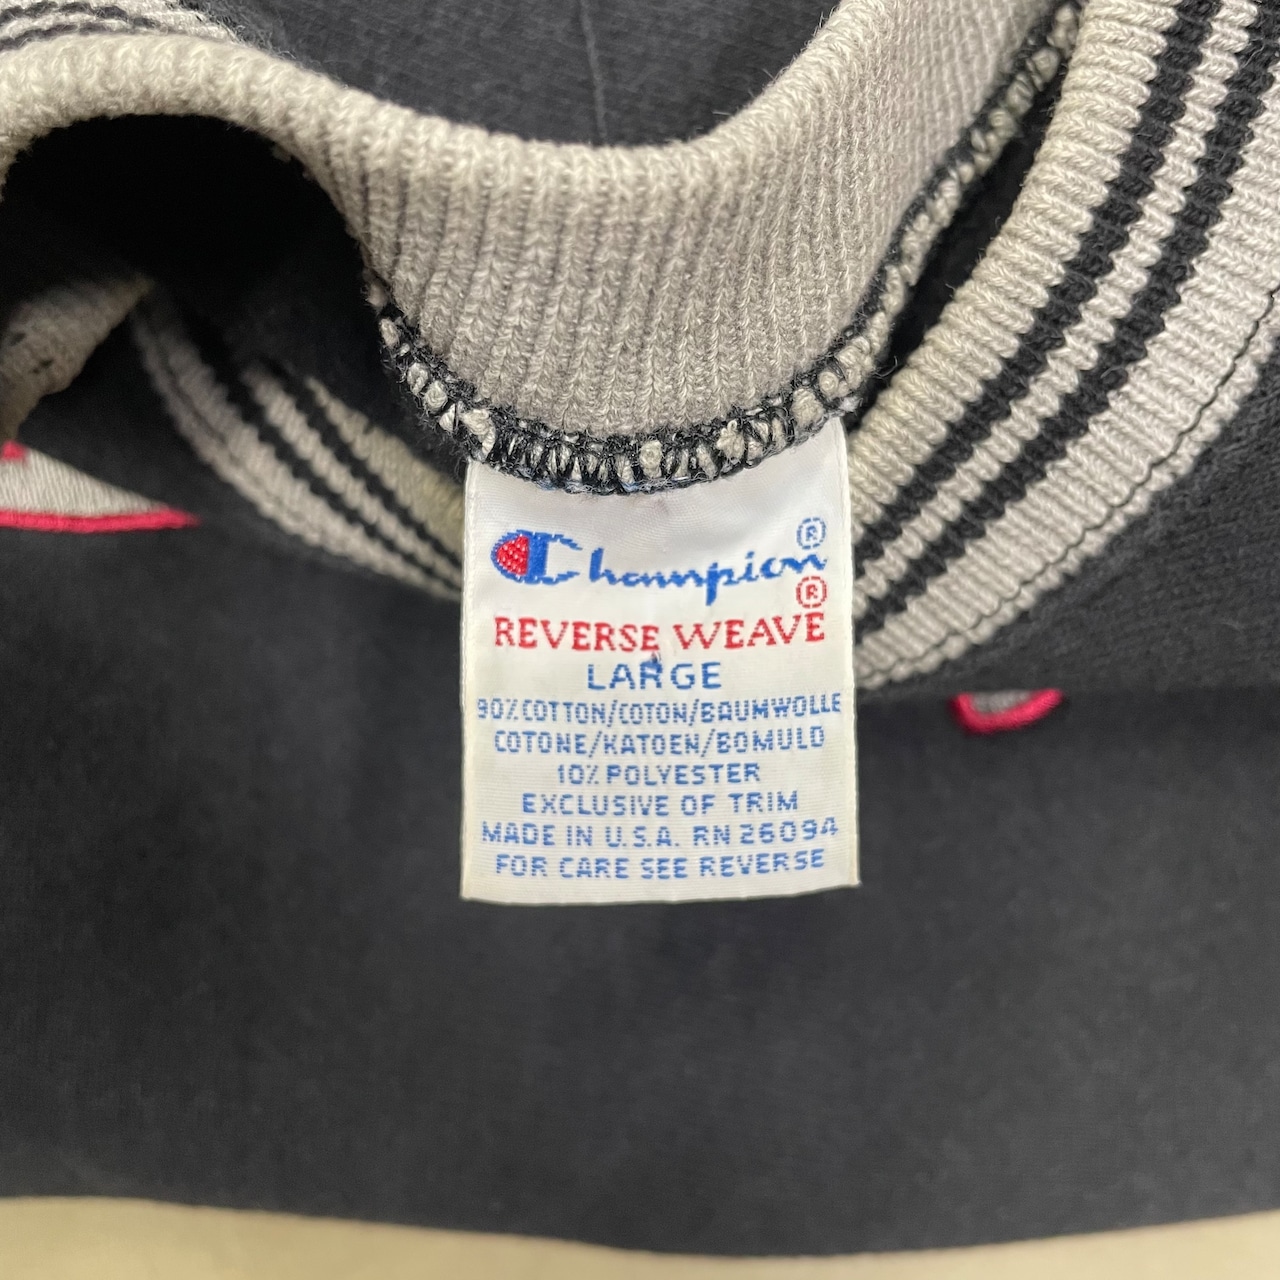 Champion®
REVERSE WEAVE®
LARGE
90% COTTON/COTON/BAUMWOLLE
COTONE/KATOEN/BOMULD
10% POLYESTER
EXCLUSIVE OF TRIM
MADE IN U.S.A. RN 26094
FOR CARE SEE REVERSE